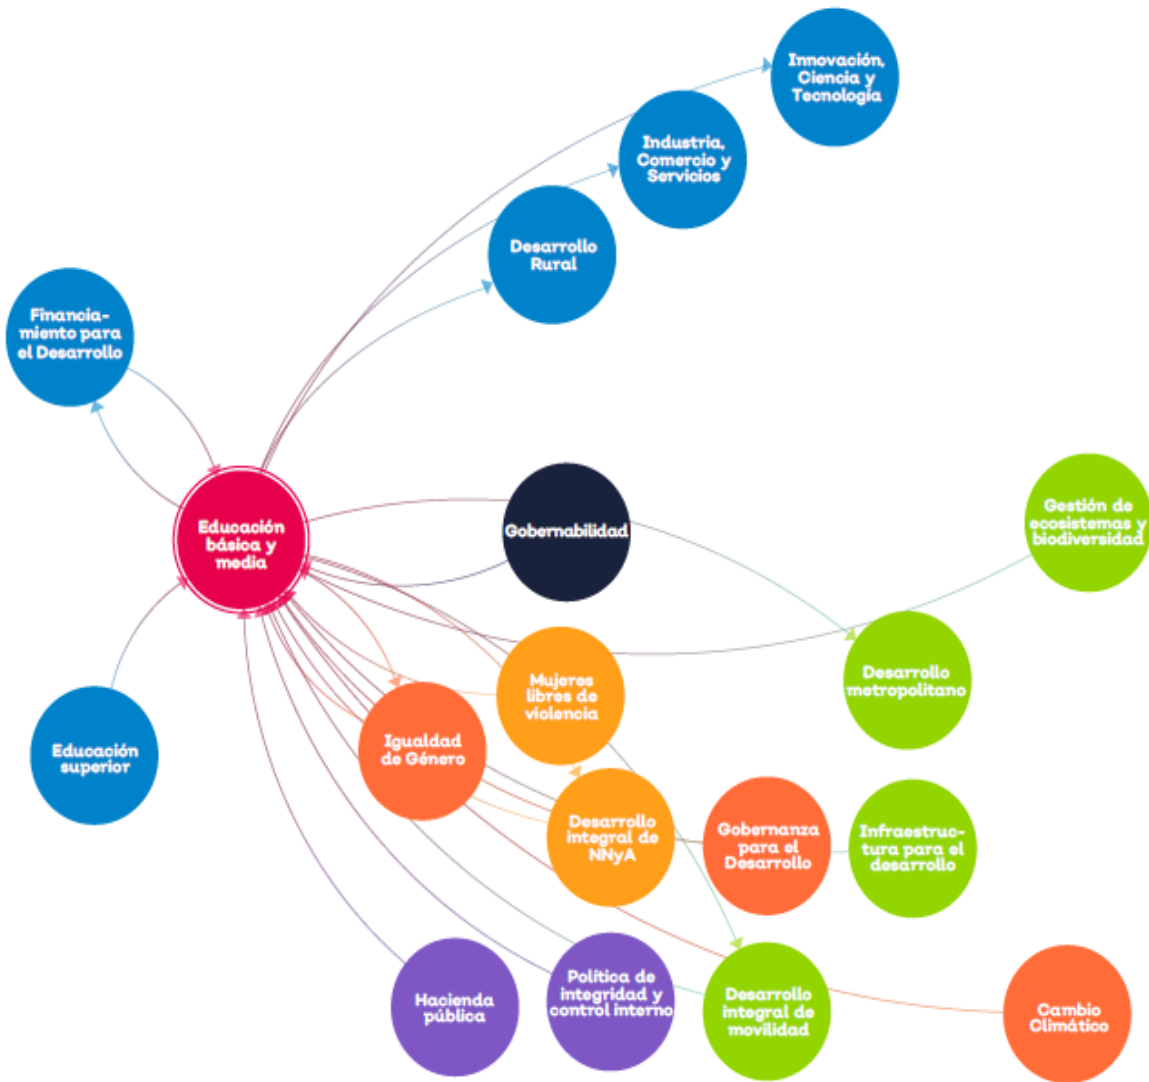 Innovación,
Ciencia y
Tecnología
Industria,
Comercio y
Servicios
Desarrollo
Rural
Financia-
miento para
el Desarrollo
Educación
básica y
media
Gobernabilidad
Gestión de
ecosistemas y
biodiversidad
Desarrollo
metropolitano
Mujeres
libres de
violencia
Igualdad
de Género
Educación
superior
Desarrollo
integral de
NNyA
Gobernanza
para el
Desarrollo
Infraestruc-
tura para el
desarrollo
Hacienda
pública
Política de
integridad y
control interno
Desarrollo
integral de
movilidad
Cambio
Climático